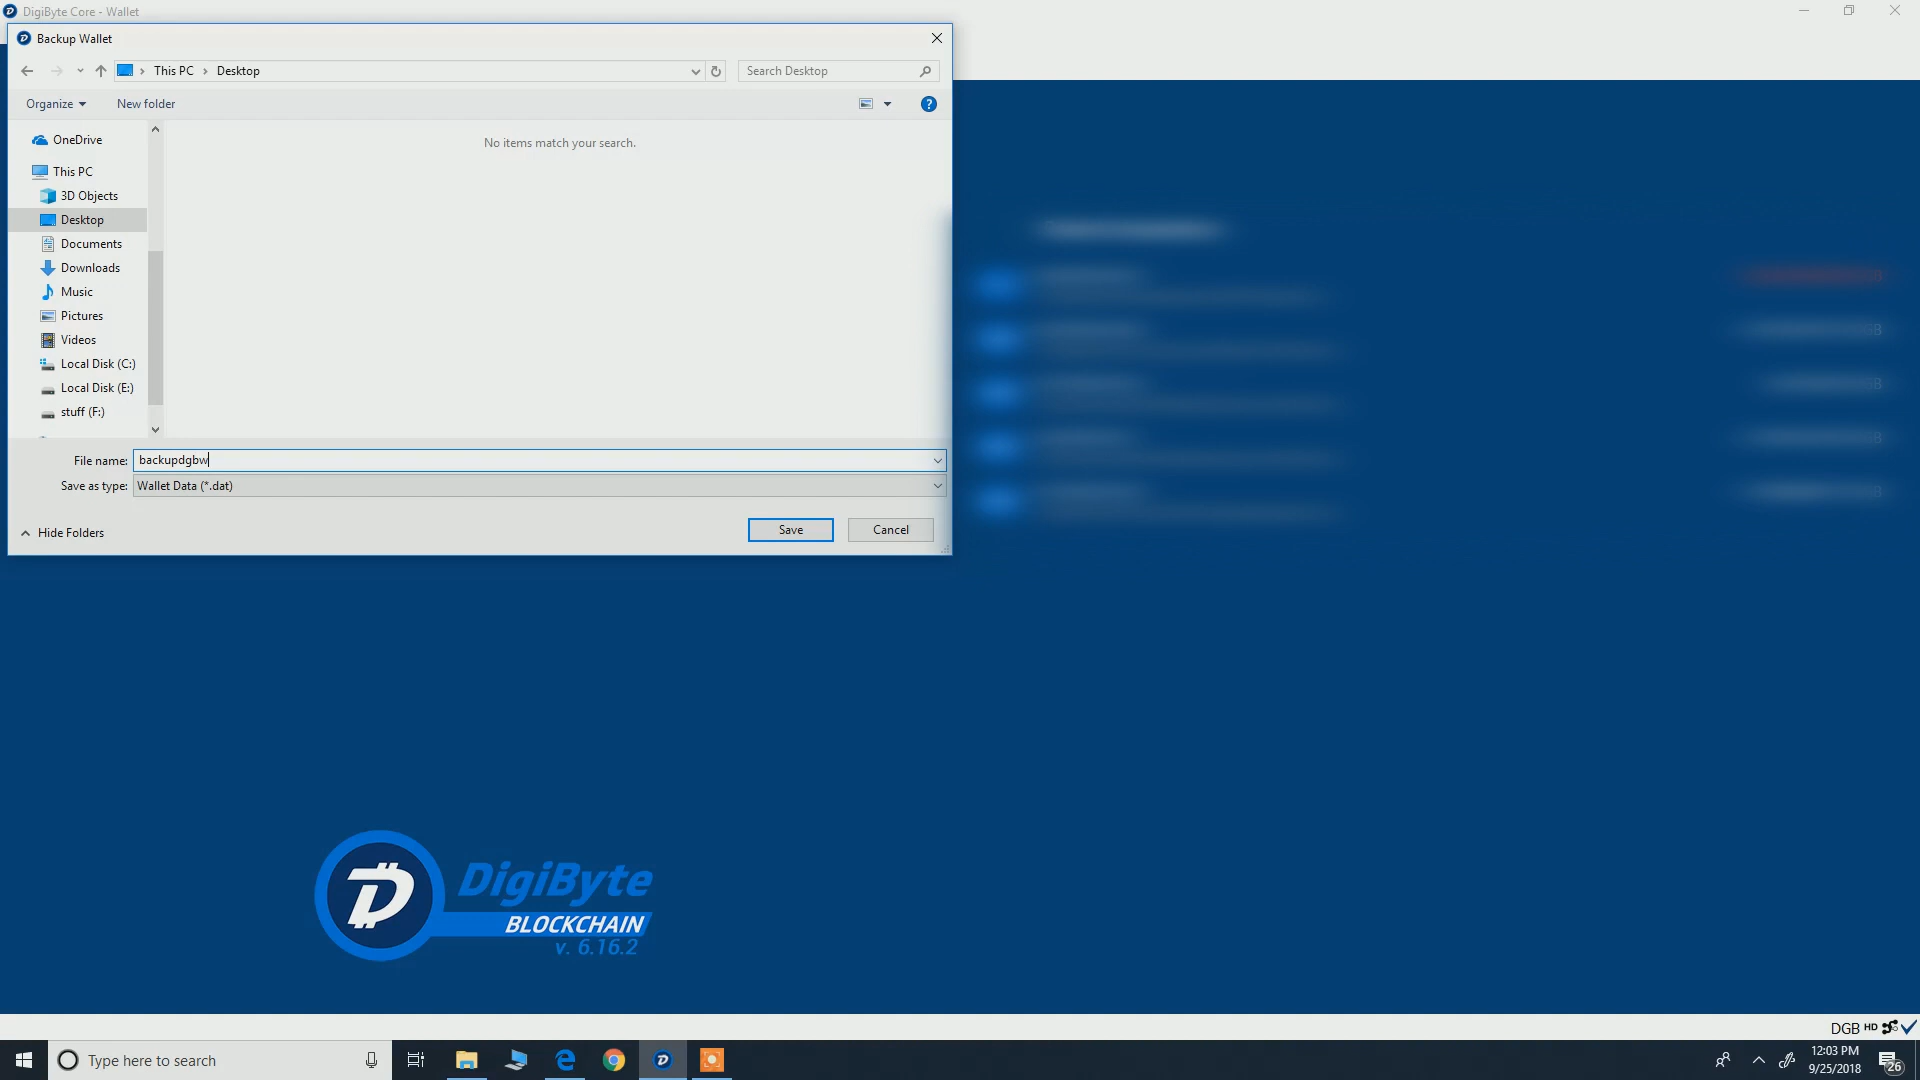 DigiByte Core - Wallet
Backup Wallet
This PC
Desktop
Search Desktop
Organize
New folder
?
OneDrive
This PC
3D Objects
Desktop
Documents
Downloads
Music
Pictures
Videos
Local Disk (C:)
Local Disk (E:)
stuff (F:)
No items match your search.
File name: backupdgbw
Save as type: Wallet Data (*.dat)
Hide Folders
Save
Cancel
DigiByte
BLOCKCHAIN
v. 6.16.2
DGB HD
Type here to search
12:03 PM
9/25/2018
26